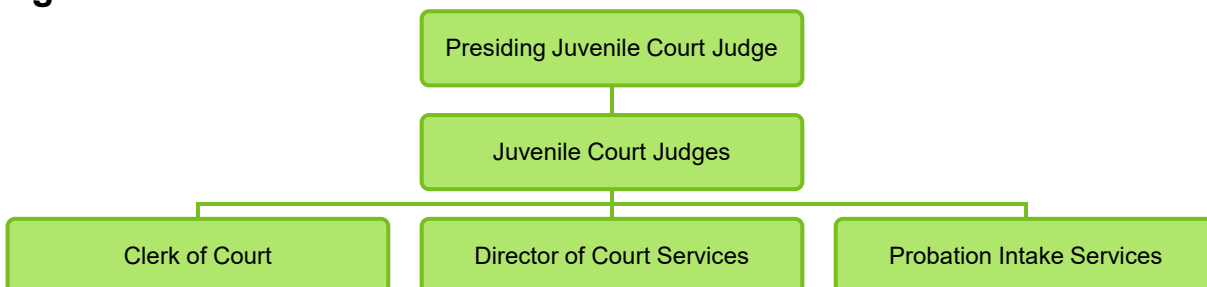 Presiding Juvenile Court Judge
Juvenile Court Judges
Clerk of Court
Director of Court Services
Probation Intake Services